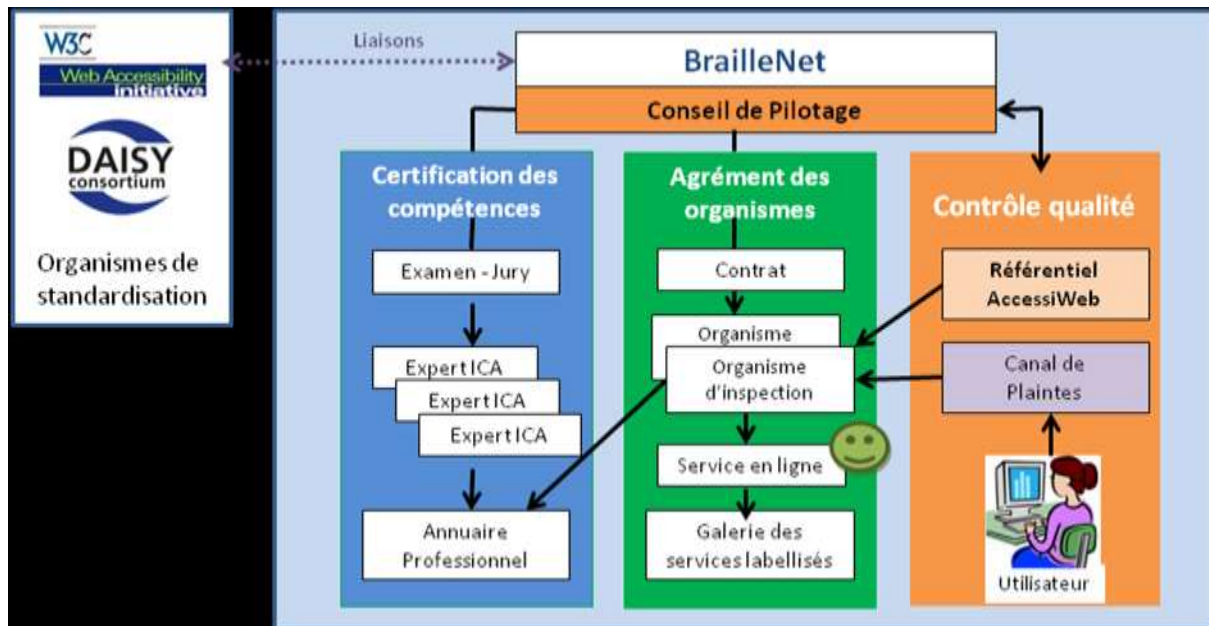 W3C
Web Accessibility
initiative
DAISY
consortium
Organismes de
standardisation
Liaisons
BrailleNet
Conseil de Pilotage
Certification des
compétences
Examen - Jury
Expert ICA
Expert ICA
Expert ICA
Annuaire
Professionnel
Agrément des
organismes
Contrat
Organisme
Organisme
d'inspection
Service en ligne
Galerie des
services labellisés
Contrôle qualité
Référentiel
AccessiWeb
Canal de
Plaintes
Utilisateur